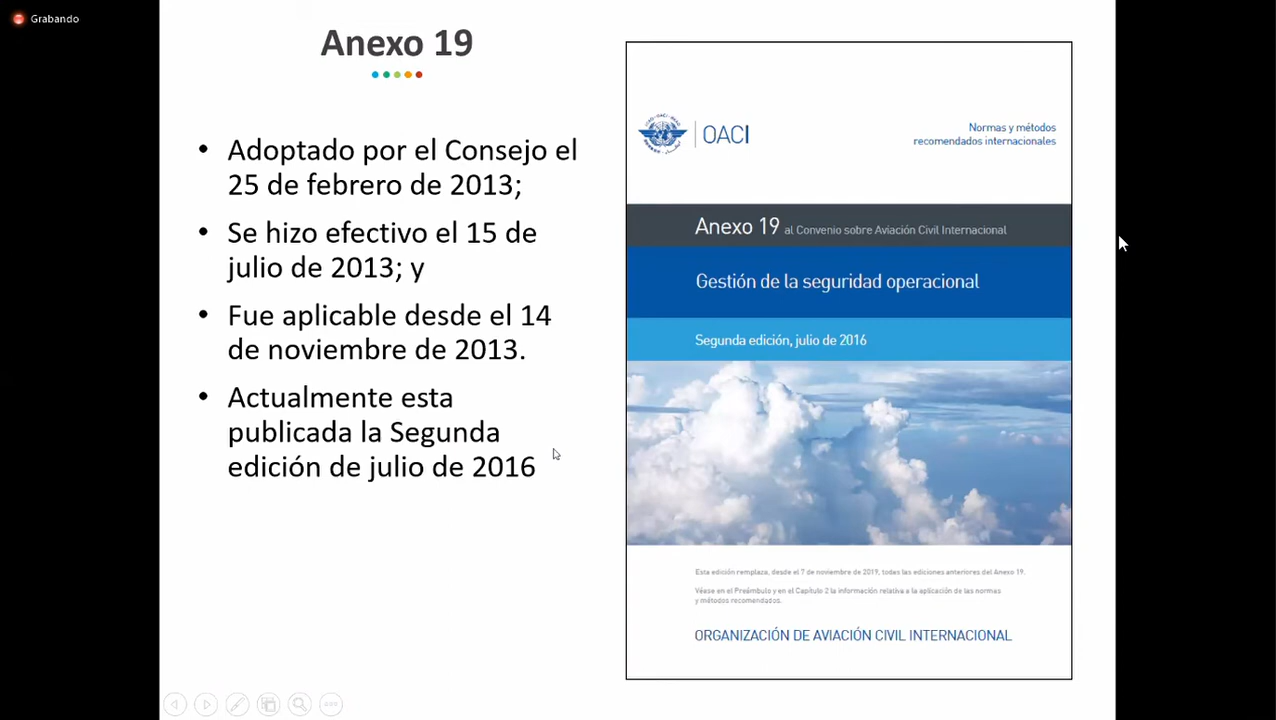 Grabando
Anexo 19
• Adoptado por el Consejo el
25 de febrero de 2013;
• Se hizo efectivo el 15 de
julio de 2013; y
• Fue aplicable desde el 14
de noviembre de 2013.
• Actualmente esta
publicada la Segunda
edición de julio de 2016
OACI
Normas y métodos
recomendados internacionales
Anexo 19 al Convenio sobre Aviación Civil Internacional
Gestión de la seguridad operacional
Segunda edición, julio de 2016
Esta edición remplaza, desde el 7 de noviembre de 2019, todas las ediciones anteriores del Anexo 19.
Véase en el Preámbulo y en el Capítulo 2 la información relativa a la aplicación de las normas
y métodos recomendados.
ORGANIZACIÓN DE AVIACIÓN CIVIL INTERNACIONAL